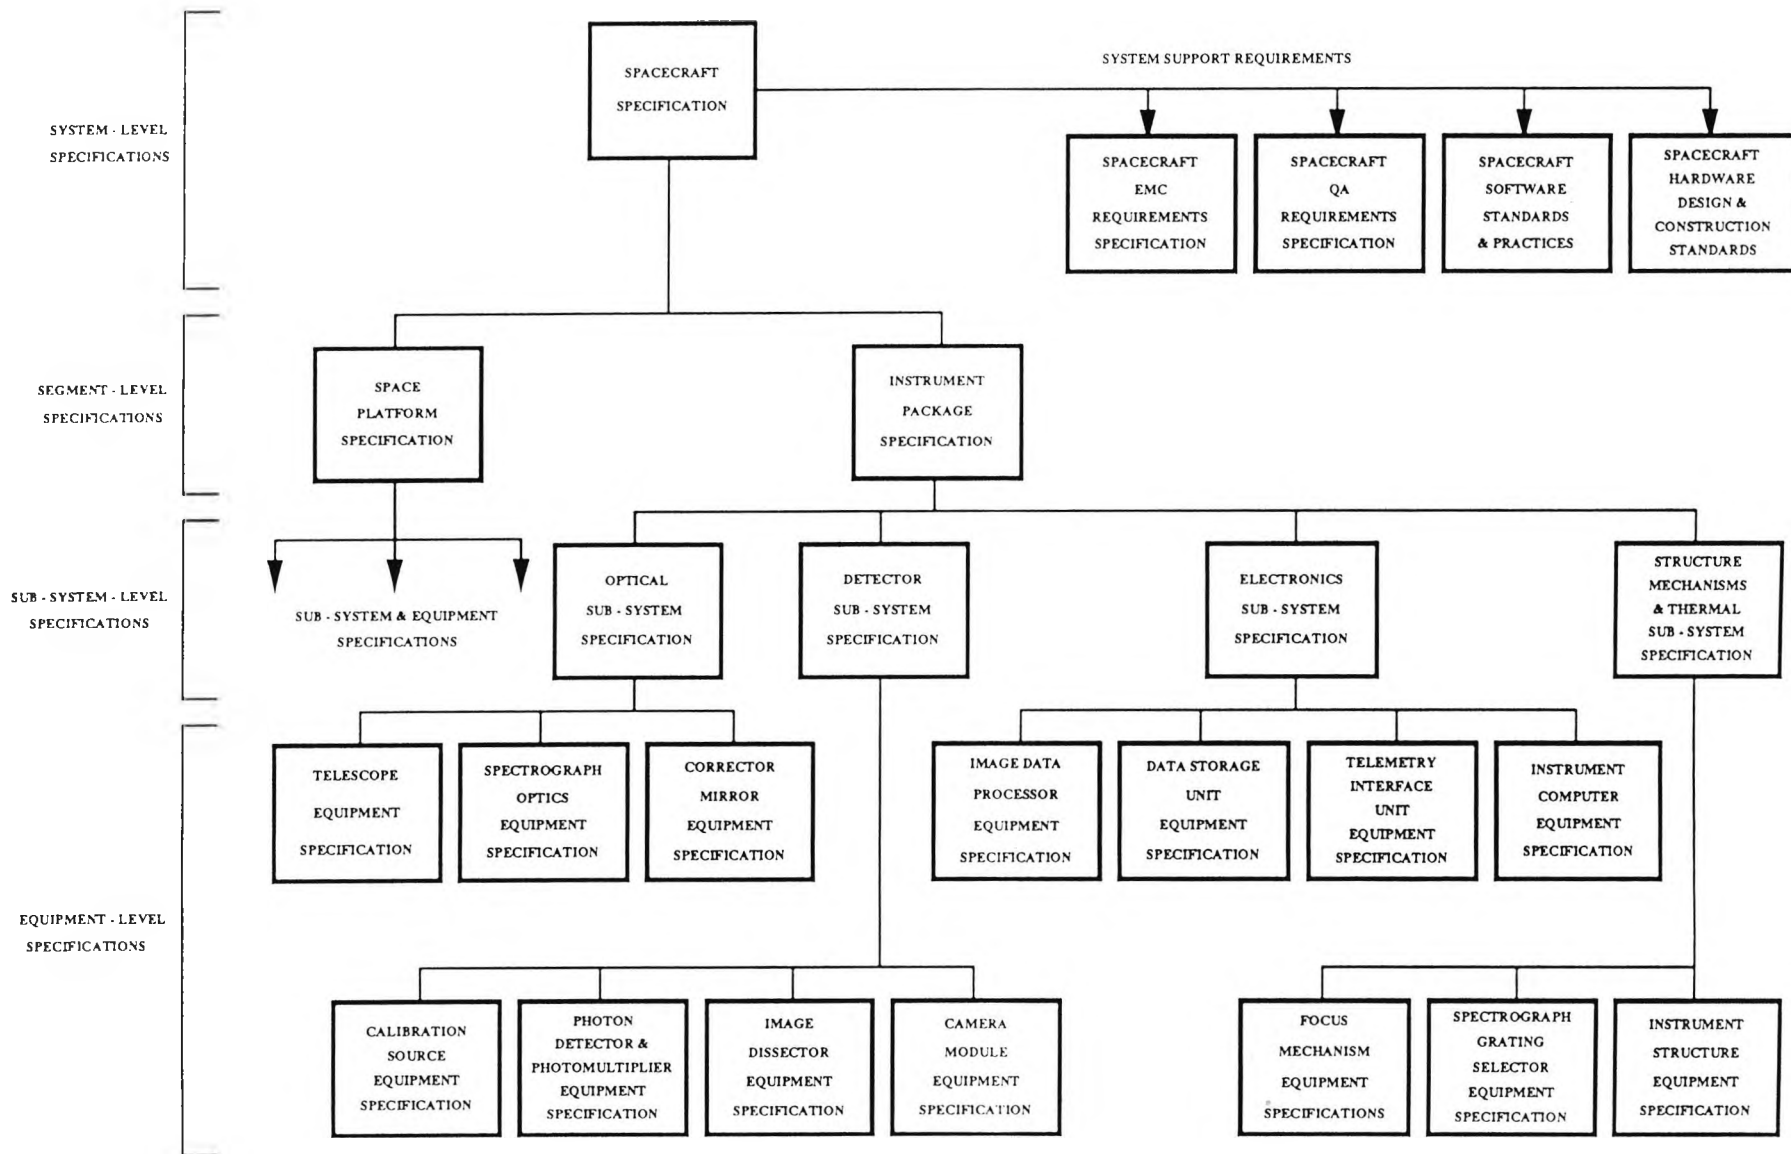 SYSTEM - LEVEL
SPECIFICATIONS
SPACECRAFT
SPECIFICATION
SYSTEM SUPPORT REQUIREMENTS
SPACECRAFT
EMC
REQUIREMENTS
SPECIFICATION
SPACECRAFT
QA
REQUIREMENTS
SPECIFICATION
SPACECRAFT
SOFTWARE
STANDARDS
& PRACTICES
SPACECRAFT
HARDWARE
DESIGN &
CONSTRUCTION
STANDARDS
SEGMENT - LEVEL
SPECIFICATIONS
SPACE
PLATFORM
SPECIFICATION
INSTRUMENT
PACKAGE
SPECIFICATION
SUB - SYSTEM - LEVEL
SPECIFICATIONS
SUB - SYSTEM & EQUIPMENT
SPECIFICATIONS
OPTICAL
SUB - SYSTEM
SPECIFICATION
DETECTOR
SUB - SYSTEM
SPECIFICATION
ELECTRONICS
SUB - SYSTEM
SPECIFICATION
STRUCTURE
MECHANISMS
& THERMAL
SUB - SYSTEM
SPECIFICATION
EQUIPMENT - LEVEL
SPECIFICATIONS
TELESCOPE
EQUIPMENT
SPECIFICATION
SPECTROGRAPH
OPTICS
EQUIPMENT
SPECIFICATION
CORRECTOR
MIRROR
EQUIPMENT
SPECIFICATION
IMAGE DATA
PROCESSOR
EQUIPMENT
SPECIFICATION
DATA STORAGE
UNIT
EQUIPMENT
SPECIFICATION
TELEMETRY
INTERFACE
UNIT
EQUIPMENT
SPECIFICATION
INSTRUMENT
COMPUTER
EQUIPMENT
SPECIFICATION
CALIBRATION
SOURCE
EQUIPMENT
SPECIFICATION
PHOTON
DETECTOR &
PHOTOMULTIPLIER
EQUIPMENT
SPECIFICATION
IMAGE
DISSECTOR
EQUIPMENT
SPECIFICATION
CAMERA
MODULE
EQUIPMENT
SPECIFICATION
FOCUS
MECHANISM
EQUIPMENT
SPECIFICATIONS
SPECTROGRAPH
GRATING
SELECTOR
EQUIPMENT
SPECIFICATION
INSTRUMENT
STRUCTURE
EQUIPMENT
SPECIFICATION